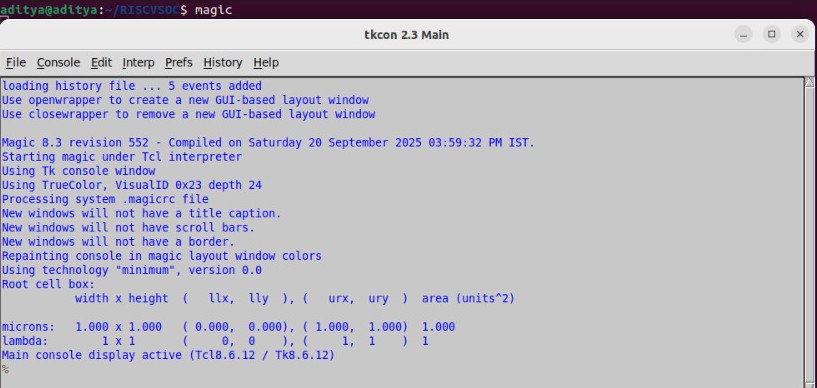 aditya@aditya:~/RISCVSOC$ magic
tkcon 2.3 Main
File Console Edit Interp Prefs History Help
loading history file ... 5 events added
Use openwrapper to create a new GUI-based layout window
Use closewrapper to remove a new GUI-based layout window
Magic 8.3 revision 552 - Compiled on Saturday 20 September 2025 03:59:32 PM IST.
Starting magic under Tcl interpreter
Using Tk console window
Using TrueColor, VisualID 0x23 depth 24
Processing system .magicrc file
New windows will not have a title caption.
New windows will not have scroll bars.
New windows will not have a border.
Repainting console in magic layout window colors
Using technology "minimum", version 0.0
Root cell box:
width x height  (   llx,  lly  ), (   urx,  ury  )  area (units^2)
microns:   1.000 x 1.000   ( 0.000,  0.000), ( 1.000,  1.000)  1.000
lambda:        1 x 1       (     0,  0    ), (     1,  1    )  1
Main console display active (Tcl8.6.12 / Tk8.6.12)
%